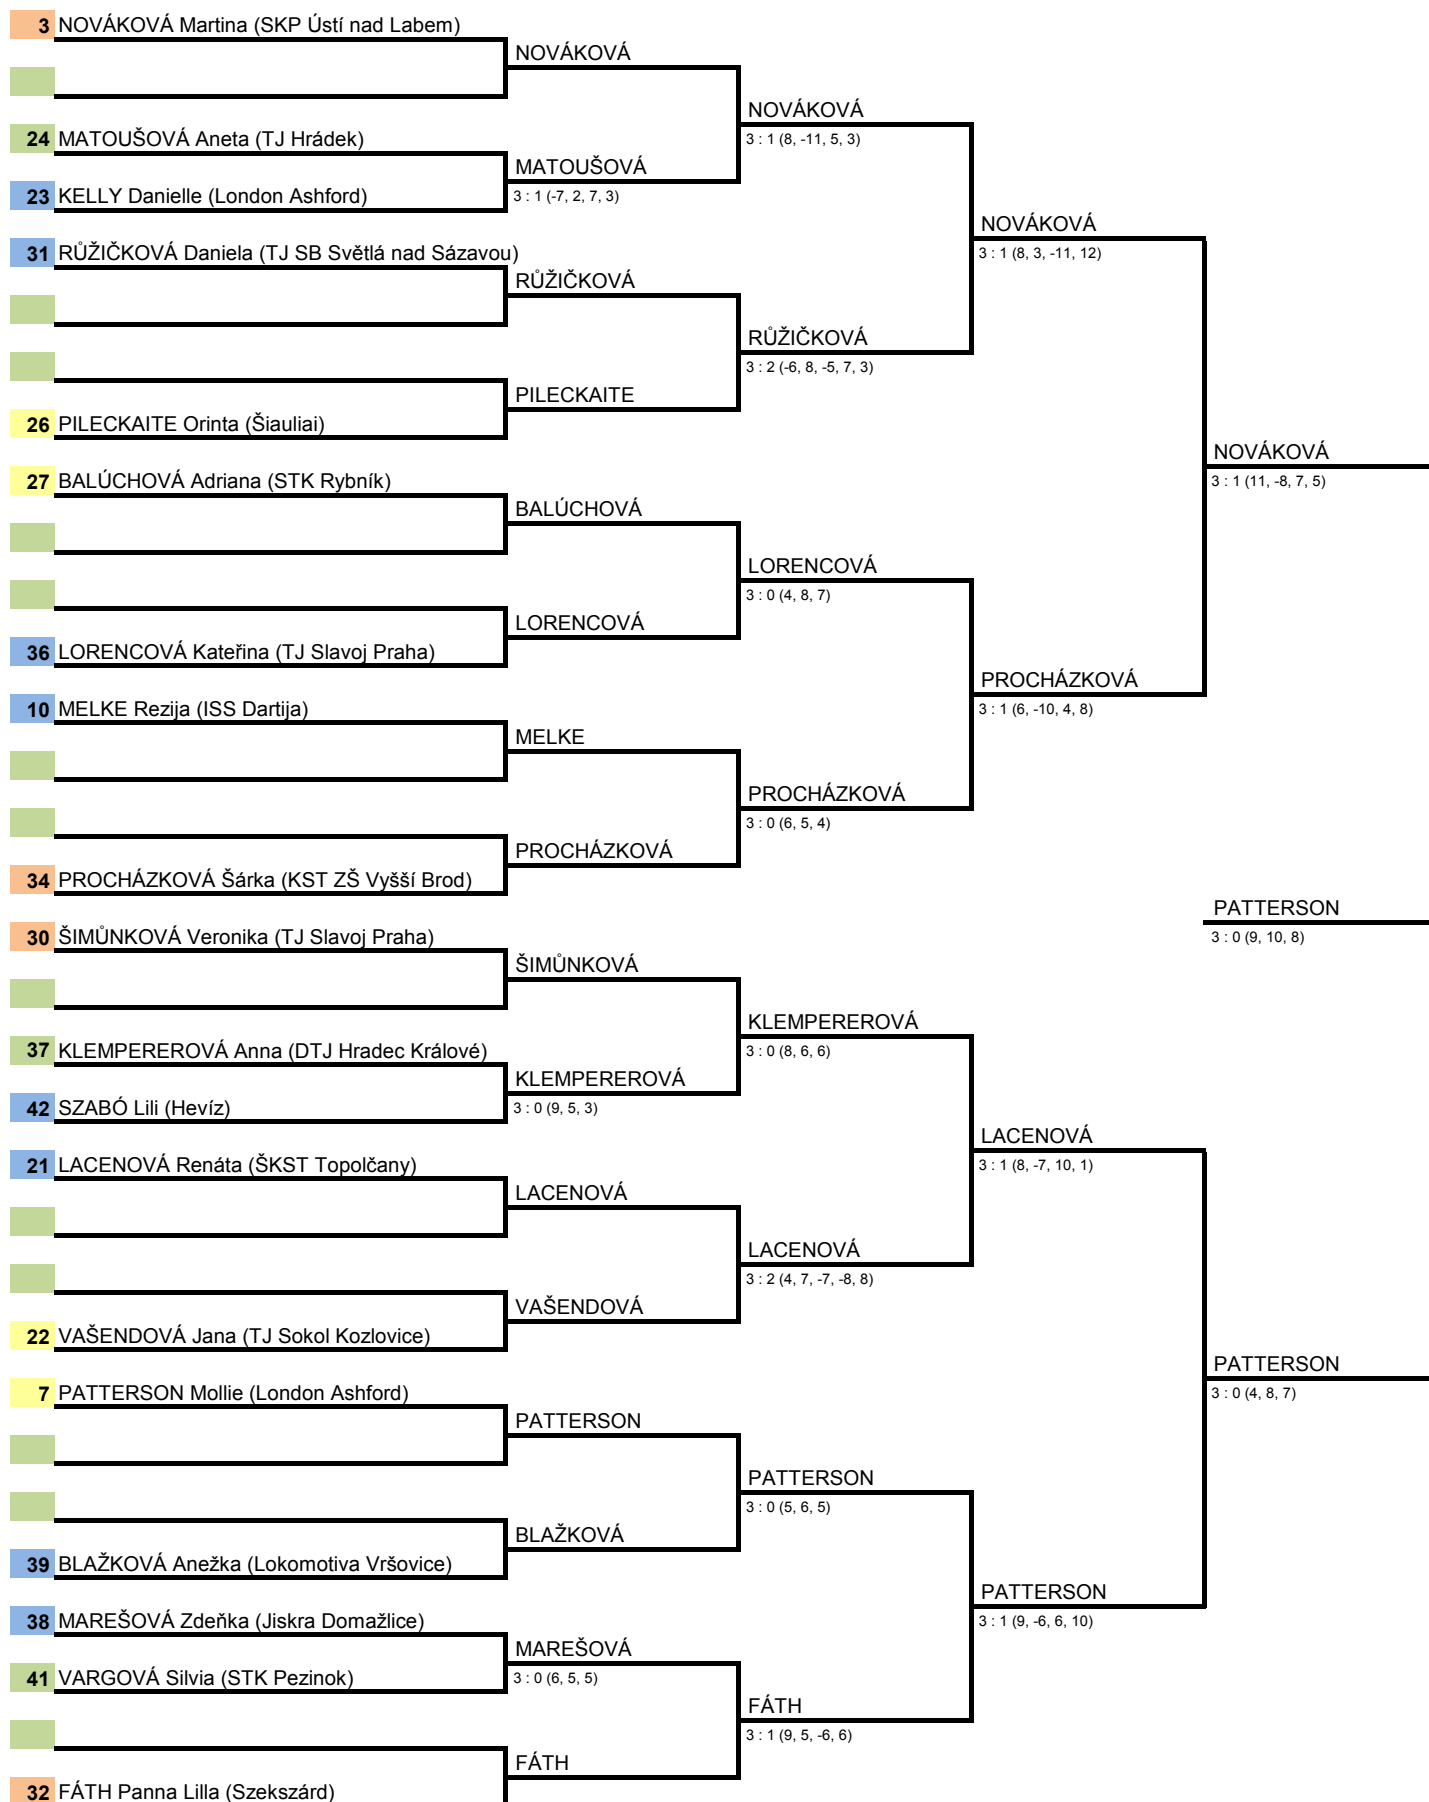 3 NOVÁKOVÁ Martina (SKP Ústí nad Labem)
NOVÁKOVÁ
NOVÁKOVÁ
24 MATOUŠOVÁ Aneta (TJ Hrádek)
3 : 1 (8, -11, 5, 3)
MATOUŠOVÁ
23 KELLY Danielle (London Ashford)
3 : 1 (-7, 2, 7, 3)
NOVÁKOVÁ
31 RŮŽIČKOVÁ Daniela (TJ SB Světlá nad Sázavou)
3 : 1 (8, 3, -11, 12)
RŮŽIČKOVÁ
RŮŽIČKOVÁ
3 : 2 (-6, 8, -5, 7, 3)
PILECKAITE
26 PILECKAITE Orinta (Šiauliai)
NOVÁKOVÁ
27 BALÚCHOVÁ Adriana (STK Rybník)
3 : 1 (11, -8, 7, 5)
BALÚCHOVÁ
LORENCOVÁ
3 : 0 (4, 8, 7)
LORENCOVÁ
36 LORENCOVÁ Kateřina (TJ Slavoj Praha)
PROCHÁZKOVÁ
10 MELKE Rezija (ISS Dartija)
3 : 1 (6, -10, 4, 8)
MELKE
PROCHÁZKOVÁ
3 : 0 (6, 5, 4)
PROCHÁZKOVÁ
34 PROCHÁZKOVÁ Šárka (KST ZŠ Vyšší Brod)
PATTERSON
30 ŠIMŮNKOVÁ Veronika (TJ Slavoj Praha)
3 : 0 (9, 10, 8)
ŠIMŮNKOVÁ
KLEMPEREROVÁ
37 KLEMPEREROVÁ Anna (DTJ Hradec Králové)
3 : 0 (8, 6, 6)
KLEMPEREROVÁ
42 SZABÓ Lili (Hevíz)
3 : 0 (9, 5, 3)
LACENOVÁ
21 LACENOVÁ Renáta (ŠKST Topolčany)
3 : 1 (8, -7, 10, 1)
LACENOVÁ
LACENOVÁ
3 : 2 (4, 7, -7, -8, 8)
VAŠENDOVÁ
22 VAŠENDOVÁ Jana (TJ Sokol Kozlovice)
PATTERSON
7 PATTERSON Mollie (London Ashford)
3 : 0 (4, 8, 7)
PATTERSON
PATTERSON
3 : 0 (5, 6, 5)
BLAŽKOVÁ
39 BLAŽKOVÁ Anežka (Lokomotiva Vršovice)
PATTERSON
38 MAREŠOVÁ Zdeňka (Jiskra Domažlice)
3 : 1 (9, -6, 6, 10)
MAREŠOVÁ
41 VARGOVÁ Silvia (STK Pezinok)
3 : 0 (6, 5, 5)
FÁTH
3 : 1 (9, 5, -6, 6)
FÁTH
32 FÁTH Panna Lilla (Szekszárd)